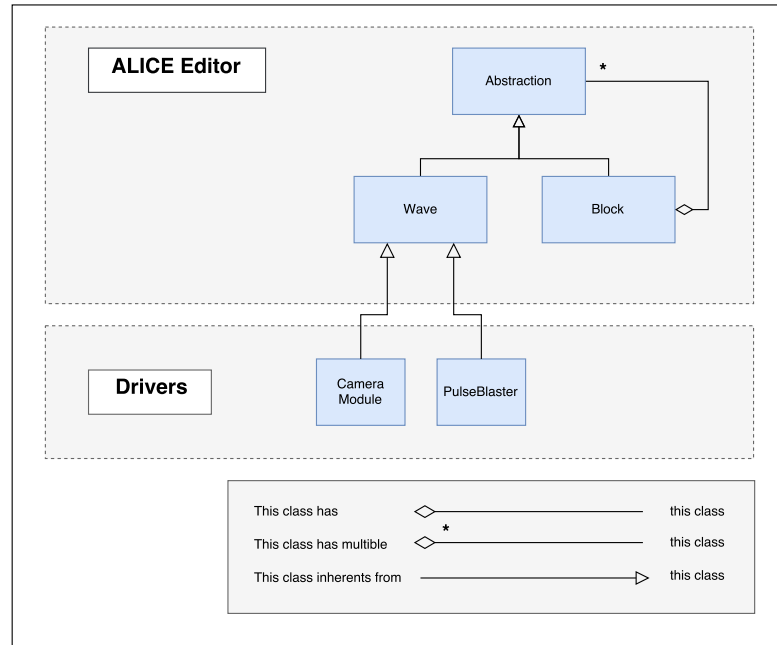 ALICE Editor
Abstraction
*
Wave
Block
Drivers
Camera
Module
PulseBlaster
This class has this class
*
This class has multible this class
This class inherents from this class